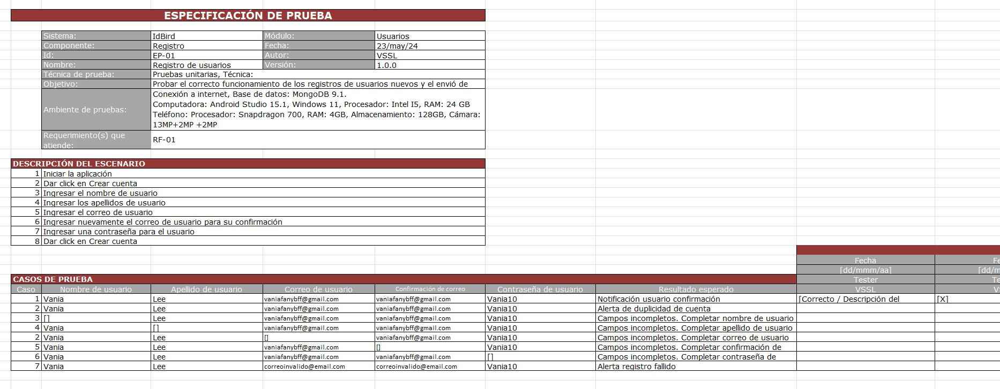 ESPECIFICACIÓN DE PRUEBA
Sistema: IdBird Módulo: Usuarios
Componente: Registro Fecha: 23/may/24
Id: EP-01 Autor: VSSL
Nombre: Registro de usuarios Versión: 1.0.0
Técnica de prueba: Pruebas unitarias, Técnica:
Objetivo: Probar el correcto funcionamiento de los registros de usuarios nuevos y el envió de
Ambiente de pruebas:
Conexión a internet, Base de datos: MongoDB 9.1.
Computadora: Android Studio 15.1, Windows 11, Procesador: Intel I5, RAM: 24 GB
Teléfono: Procesador: Snapdragon 700, RAM: 4GB, Almacenamiento: 128GB, Cámara:
13MP+2MP +2MP
Requerimiento(s) que
atiende:
RF-01
DESCRIPCIÓN DEL ESCENARIO
1 Iniciar la aplicación
2 Dar click en Crear cuenta
3 Ingresar el nombre de usuario
4 Ingresar los apellidos de usuario
5 Ingresar el correo de usuario
6 Ingresar nuevamente el correo de usuario para su confirmación
7 Ingresar una contraseña para el usuario
8 Dar click en Crear cuenta
Fecha Fe
[dd/mmm/aa] [dd/m
CASOS DE PRUEBA Tester Te
Caso Nombre de usuario Apellido de usuario Correo de usuario Confirmación de correo Contraseña de usuario Resultado esperado VSSL VS
1 Vania Lee vaniafanybff@gmail.com vaniafanybff@gmail.com Vania10 Notificación usuario confirmación [Correcto / Descripción del [X]
2 Vania Lee vaniafanybff@gmail.com vaniafanybff@gmail.com Vania10 Alerta de duplicidad de cuenta
3 [] Lee vaniafanybff@gmail.com vaniafanybff@gmail.com Vania10 Campos incompletos. Completar nombre de usuario
4 Vania [] vaniafanybff@gmail.com vaniafanybff@gmail.com Vania10 Campos incompletos. Completar apellido de usuario
2 Vania Lee [] vaniafanybff@gmail.com Vania10 Campos incompletos. Completar correo de usuario
5 Vania Lee vaniafanybff@gmail.com [] Vania10 Campos incompletos. Completar confirmación de
6 Vania Lee vaniafanybff@gmail.com vaniafanybff@gmail.com [] Campos incompletos. Completar contraseña de
7 Vania Lee correoinvalido@email.com correoinvalido@email.com Vania10 Alerta registro fallido